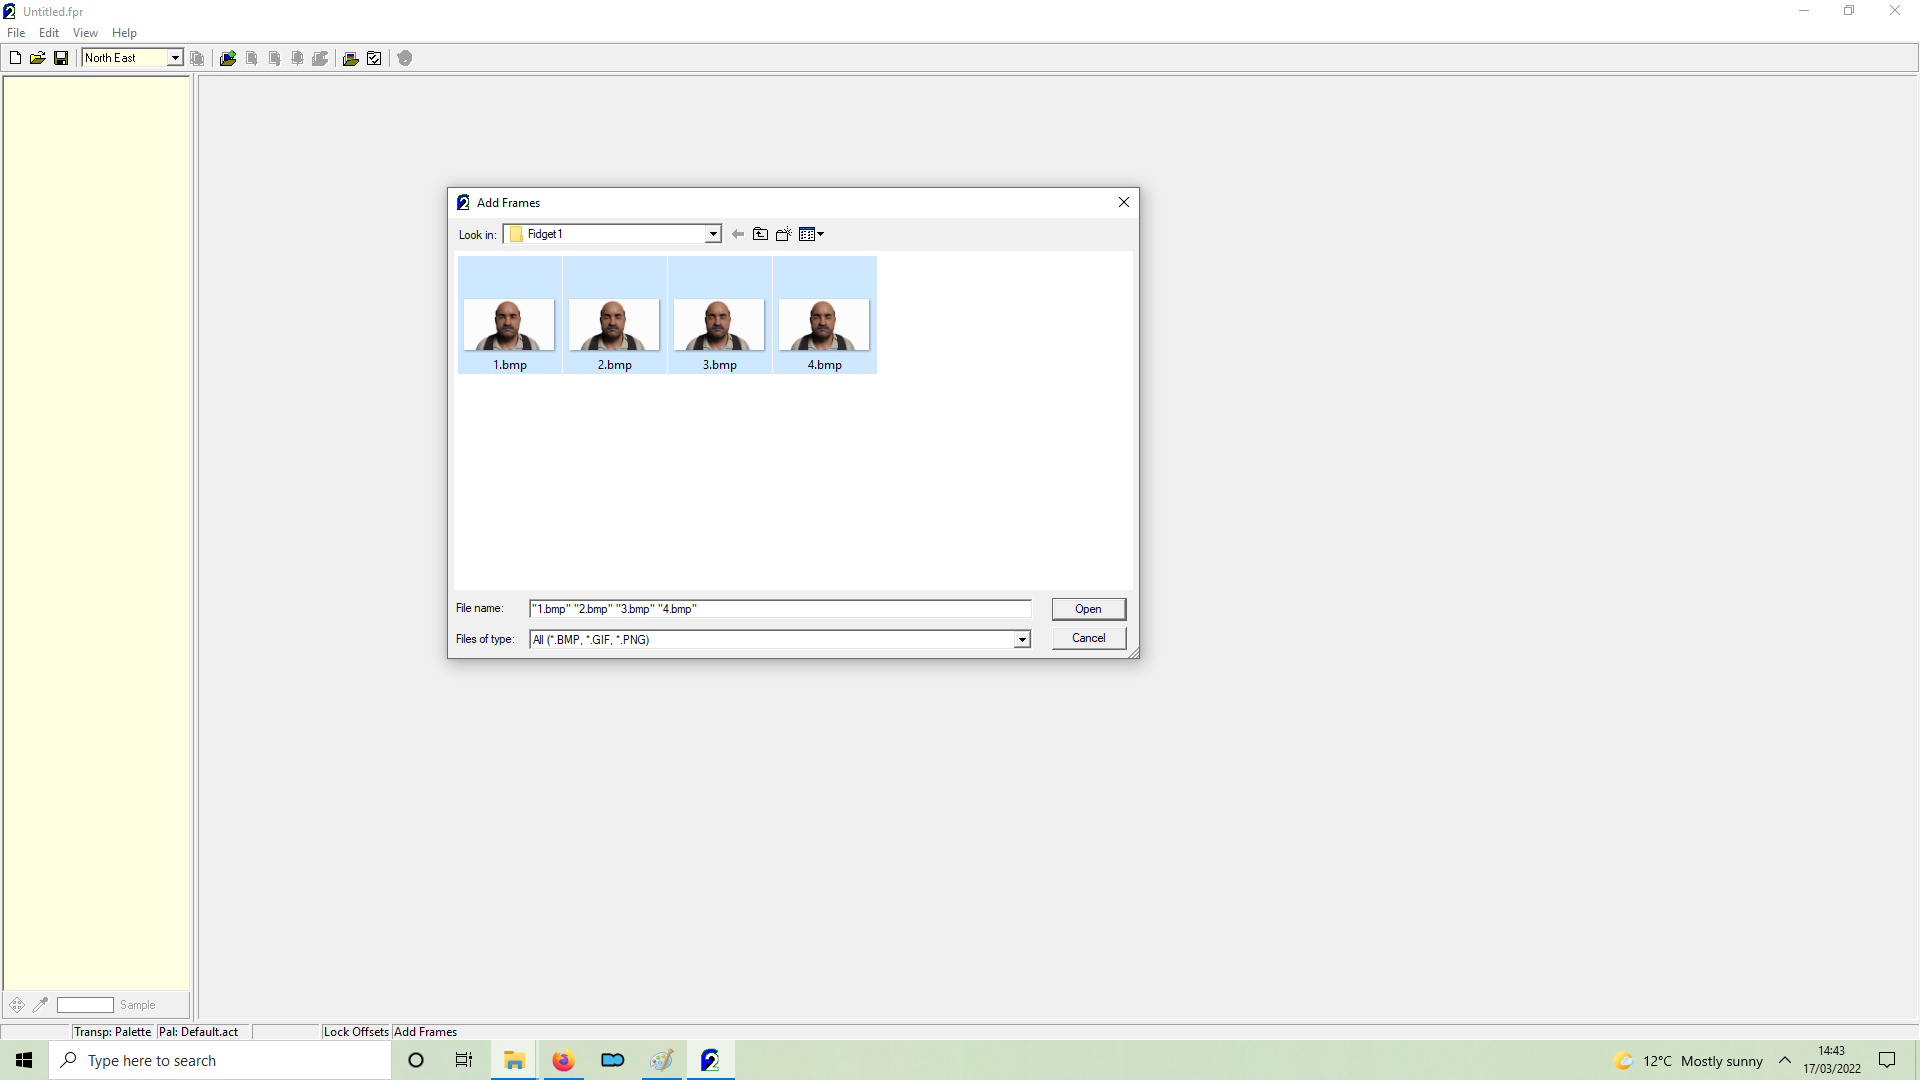 Untitled.fpr
File Edit View Help
North East
Add Frames
Look in: Fidget1
1.bmp 2.bmp 3.bmp 4.bmp
File name: "1.bmp" "2.bmp" "3.bmp" "4.bmp" Open
Files of type: All (*.BMP, *.GIF, *.PNG) Cancel
Sample
Transp: Palette Pal: Default.act Lock Offsets Add Frames
Type here to search
12°C Mostly sunny
14:43
17/03/2022